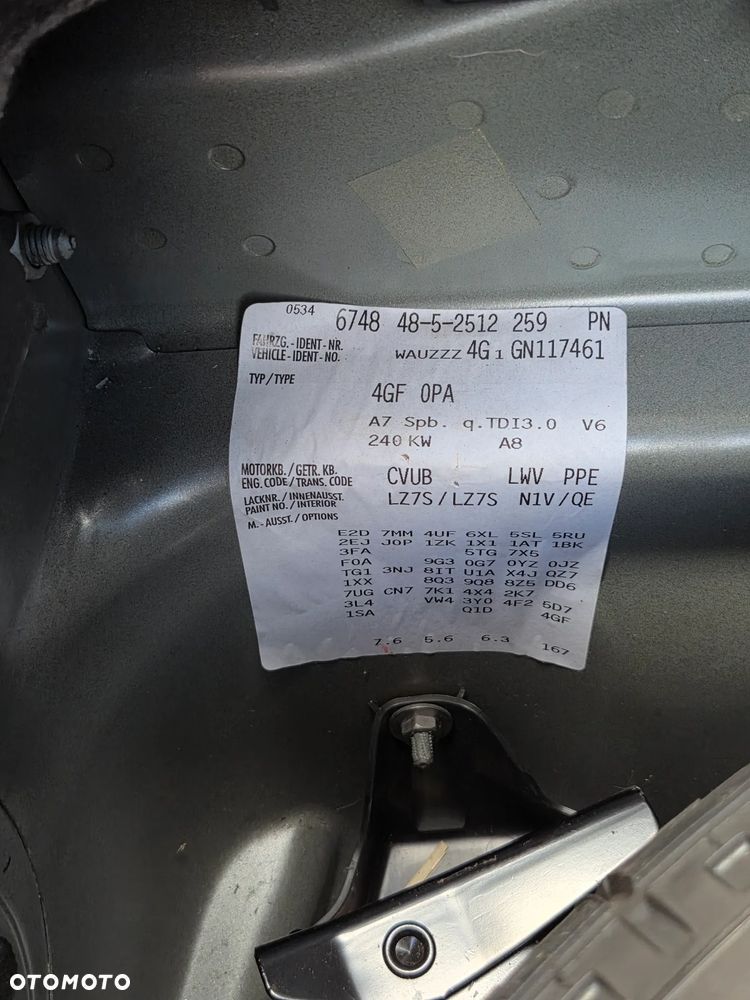 0534
6748 48-5-2512 259 PN
FAHRZG.-IDENT-NR.
VEHICLE-IDENT-NO. WAUZZZ 4G 1 GN117461
TYP/TYPE
4GF 0PA
A7 Spb. q.TDI3.0 V6
240 KW A8
MOTORKB./GETR. KB.
ENG. CODE/TRANS. CODE CVUB LWV PPE
LACKNR./INNENAUSST.
PAINT NO./INTERIOR LZ7S/LZ7S N1V/QE
M.-AUSST./OPTIONS
E2D 7MM 4UF 6XL 5SL 5RU
2EJ J0P 1ZK 1X1 1AT 1BK
3FA 5TG 7X5
F0A 9G3 0G7 0YZ 0JZ
TG1 3NJ 8IT U1A X4J QZ7
1XX 8Q3 9Q8 8Z5 DD6
7UG CN7 7K1 4X4 2K7
3L4 VW4 3Y0 4F2 5D7
1SA Q1D 4GF
7.6 5.6 6.3 167
OTOMOTO